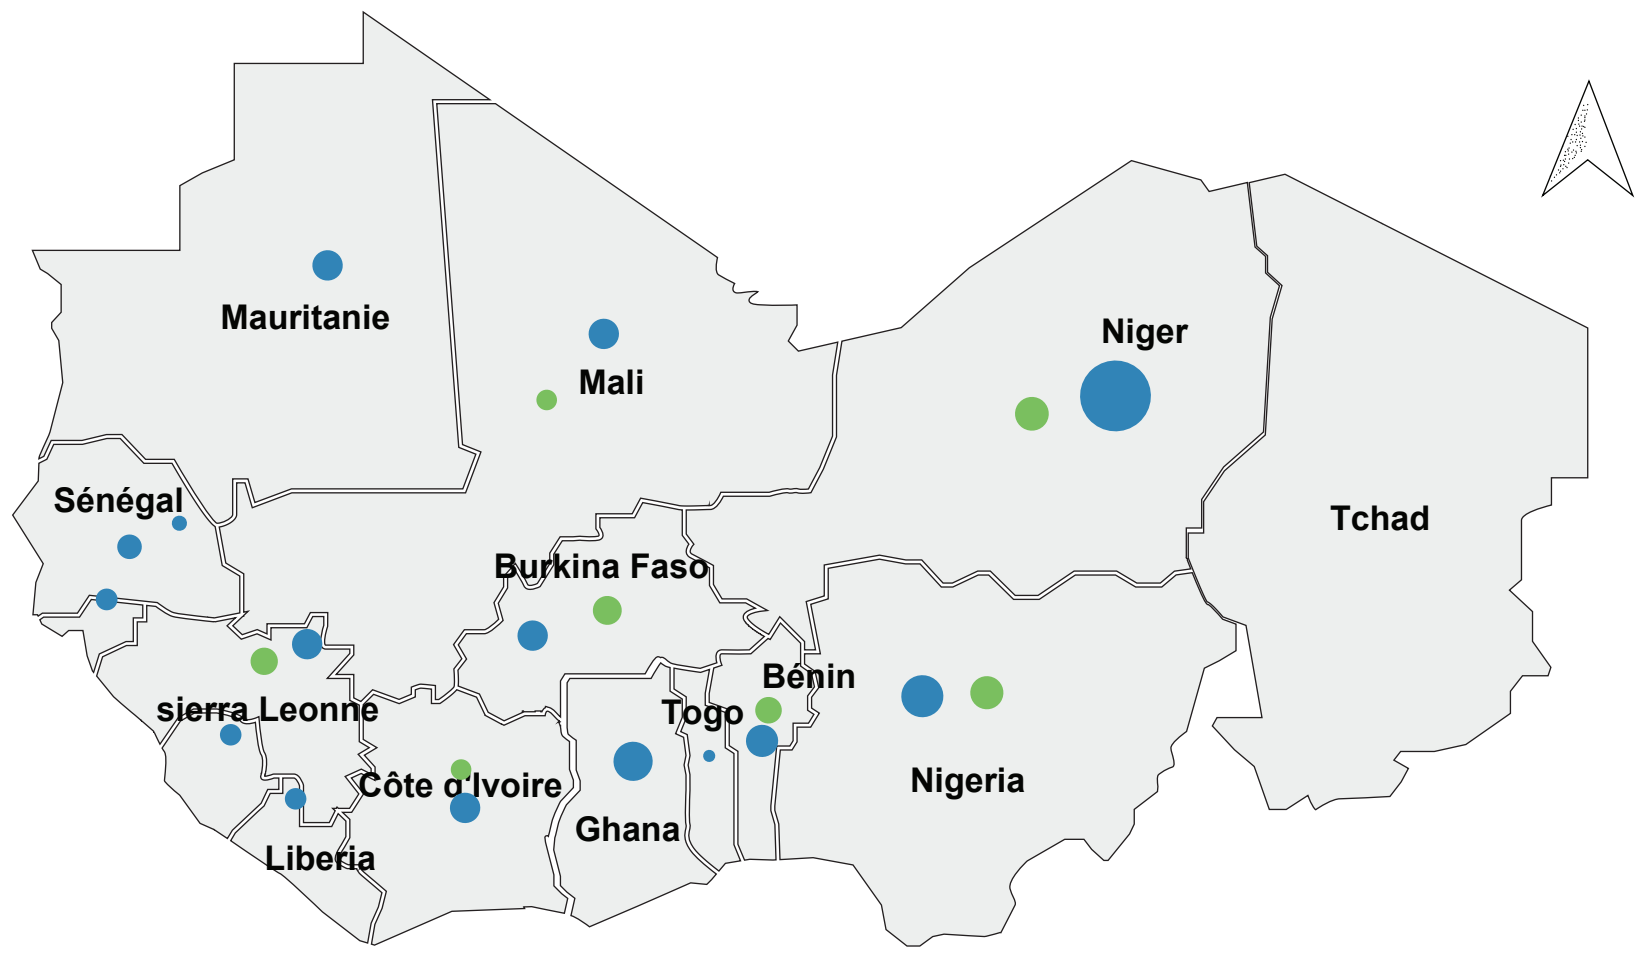 Mauritanie
Niger
Mali
Sénégal
Tchad
Burkina Faso
Bénin
sierra Leonne
Togo
Nigeria
Côte d'Ivoire
Ghana
Liberia